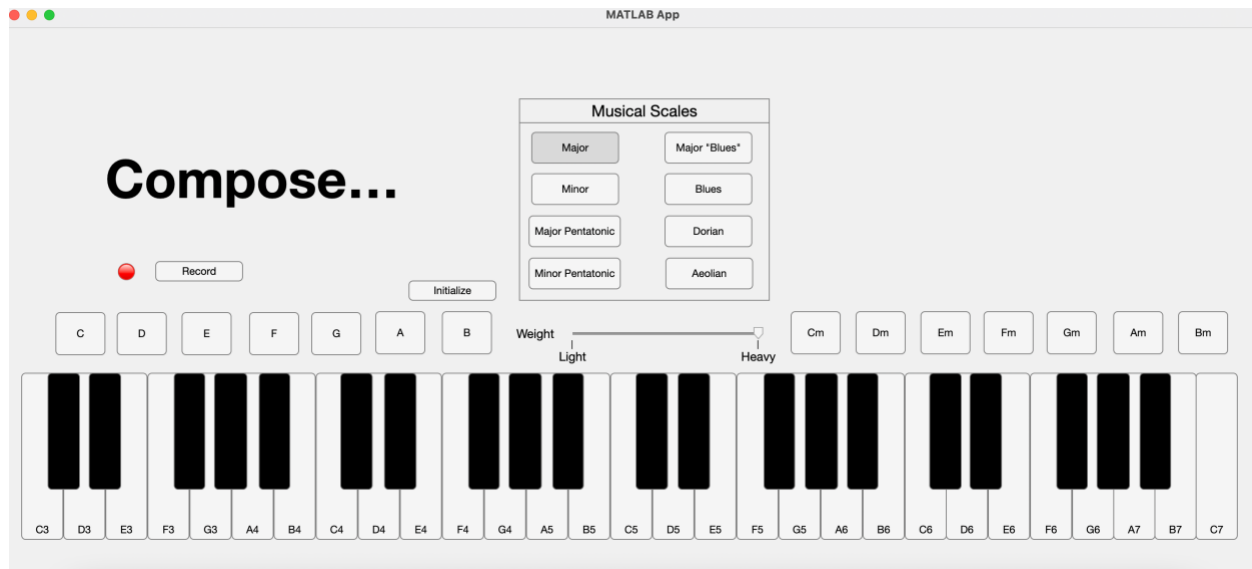 MATLAB App
Musical Scales
Major Major "Blues"
Compose...
Minor Blues
Major Pentatonic Dorian
Record
Minor Pentatonic Aeolian
Initialize
C D E F G A B Weight Cm Dm Em Fm Gm Am Bm
Light Heavy
C3 D3 E3 F3 G3 A4 B4 C4 D4 E4 F4 G4 A5 B5 C5 D5 E5 F5 G5 A6 B6 C6 D6 E6 F6 G6 A7 B7 C7